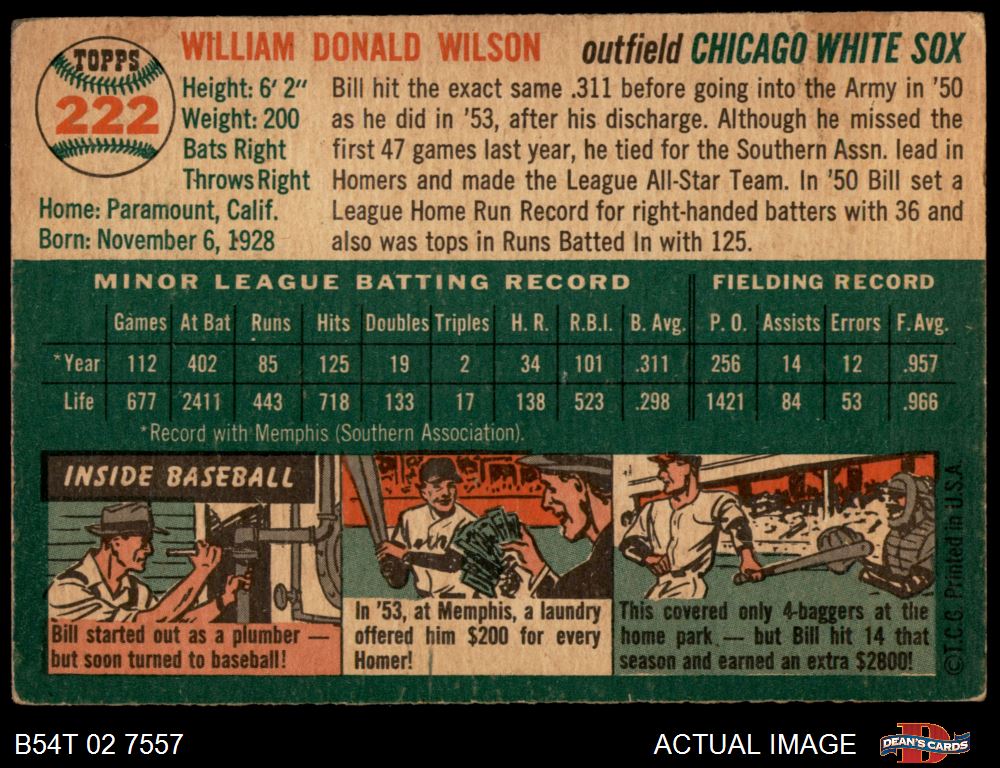 TOPPS
222
WILLIAM DONALD WILSON outfield CHICAGO WHITE SOX
Height: 6' 2"
Weight: 200
Bats Right
Throws Right
Home: Paramount, Calif.
Born: November 6, 1928
Bill hit the exact same .311 before going into the Army in '50
as he did in '53, after his discharge. Although he missed the
first 47 games last year, he tied for the Southern Assn. lead in
Homers and made the League All-Star Team. In '50 Bill set a
League Home Run Record for right-handed batters with 36 and
also was tops in Runs Batted In with 125.
MINOR LEAGUE BATTING RECORD FIELDING RECORD
Games At Bat Runs Hits Doubles Triples H. R. R.B.I. B. Avg. P. O. Assists Errors F. Avg.
*Year 112 402 85 125 19 2 34 101 .311 256 14 12 .957
Life 677 2411 443 718 133 17 138 523 .298 1421 84 53 .966
*Record with Memphis (Southern Association).
INSIDE BASEBALL
Bill started out as a plumber —
but soon turned to baseball!
In '53, at Memphis, a laundry
offered him $200 for every
Homer!
This covered only 4-baggers at the
home park — but Bill hit 14 that
season and earned an extra $2800!
©T.C.G. Printed in U.S.A.
B54T 02 7557
ACTUAL IMAGE
DEAN'S CARDS